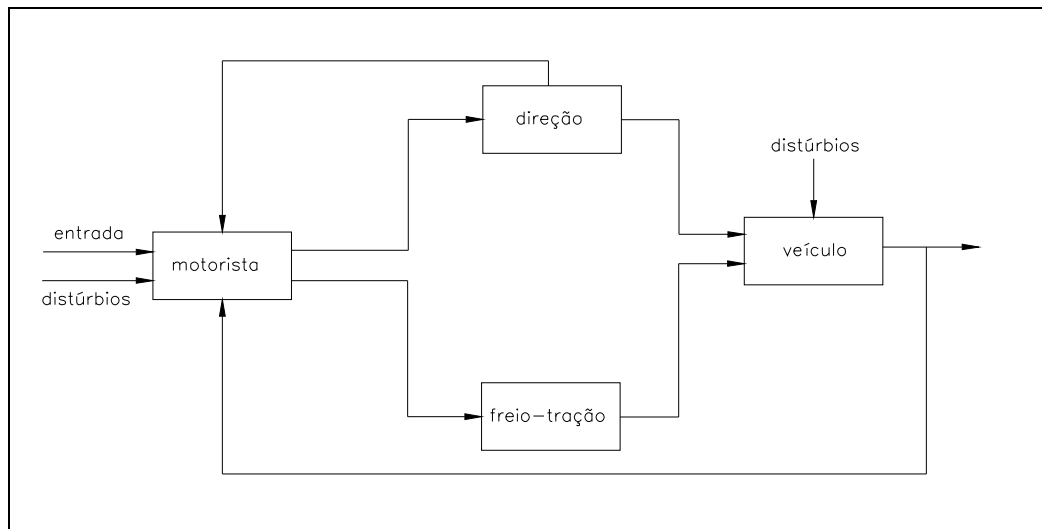 direção
distúrbios
entrada
motorista
veículo
distúrbios
freio-tração